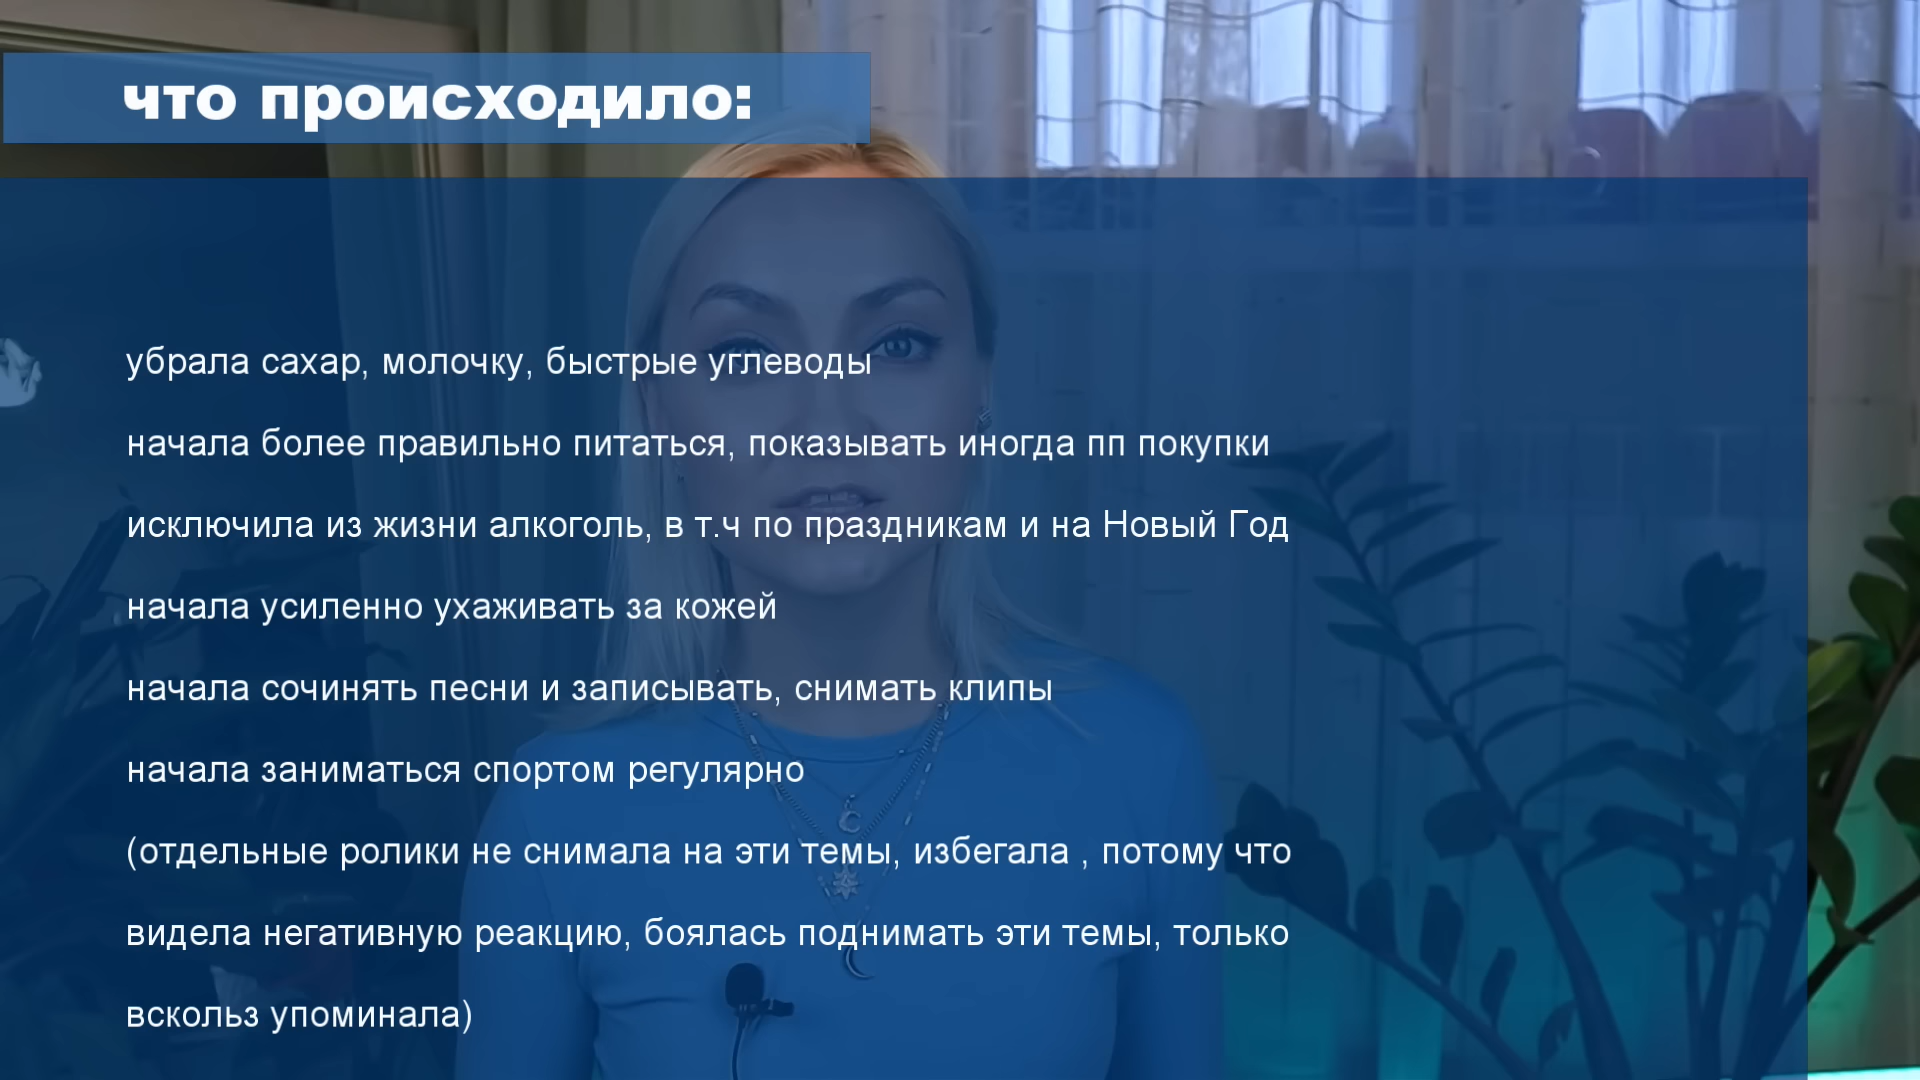 что происходило:
убрала сахар, молочку, быстрые углеводы
начала более правильно питаться, показывать иногда пп покупки
исключила из жизни алкоголь, в т.ч по праздникам и на Новый Год
начала усиленно ухаживать за кожей
начала сочинять песни и записывать, снимать клипы
начала заниматься спортом регулярно
(отдельные ролики не снимала на эти темы, избегала , потому что
видела негативную реакцию, боялась поднимать эти темы, только
вскользь упоминала)